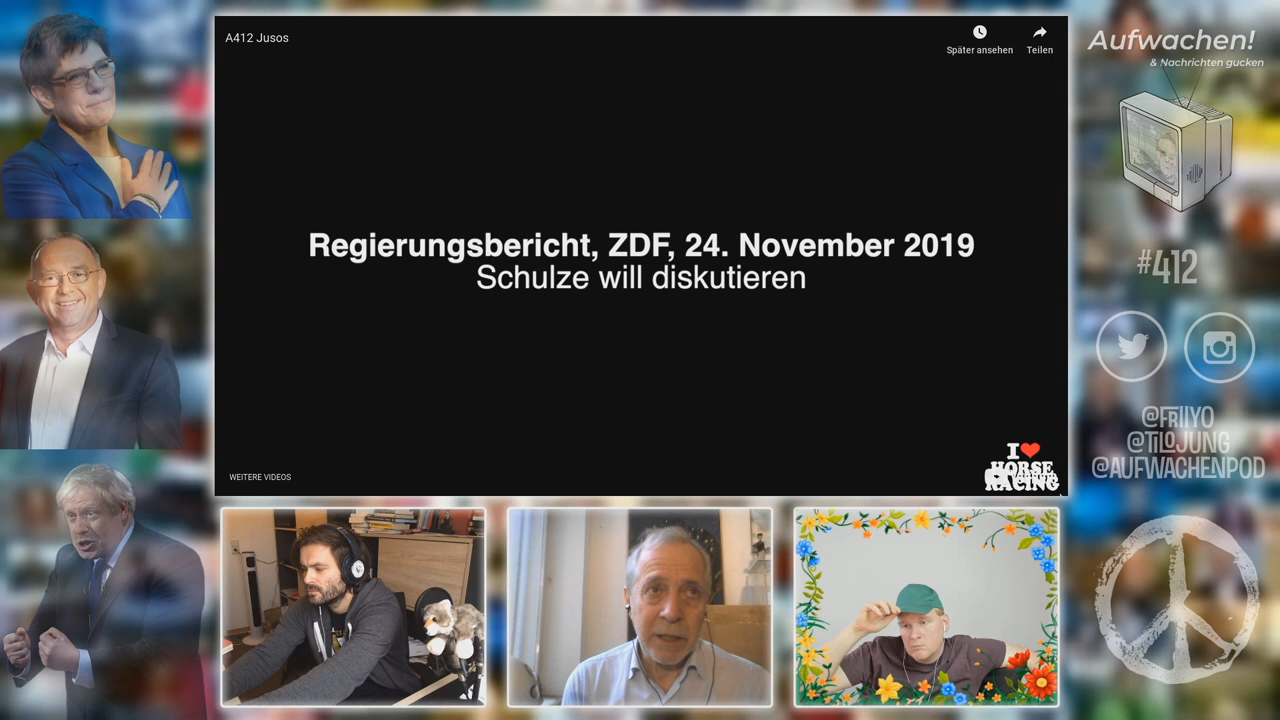 A412 Jusos
Später ansehen
Teilen
Aufwachen!
& Nachrichten gucken
Regierungsbericht, ZDF, 24. November 2019
Schulze will diskutieren
#412
@FRIIYO
@TILOJUNG
@AUFWACHENPOD
WEITERE VIDEOS
I
HORSE
RACING